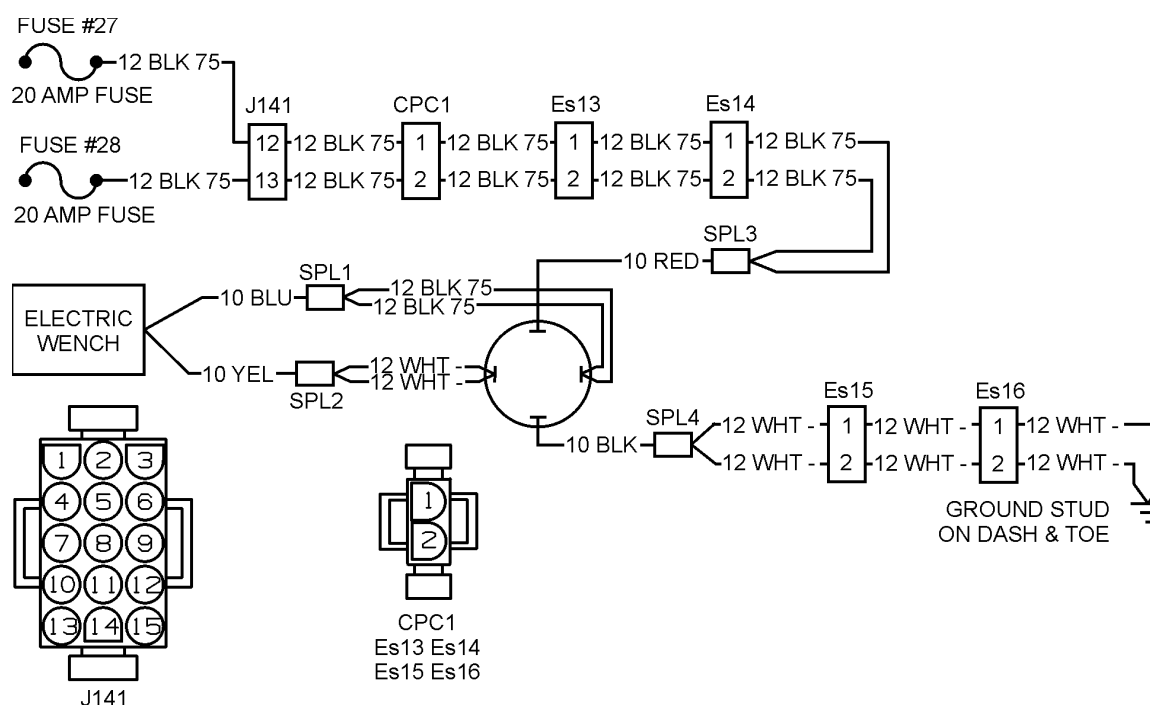 FUSE #27
12 BLK 75
20 AMP FUSE
J141 CPC1 Es13 Es14
12 12 BLK 75 1 12 BLK 75 1 12 BLK 75 1 12 BLK 75
FUSE #28
12 BLK 75 13 12 BLK 75 2 12 BLK 75 2 12 BLK 75 2 12 BLK 75
20 AMP FUSE
SPL3
10 RED
SPL1
12 BLK 75
10 BLU
12 BLK 75
ELECTRIC
WENCH
12 WHT -
10 YEL
12 WHT -
SPL2
Es15 Es16
SPL4
12 WHT - 1 12 WHT - 1 12 WHT -
10 BLK
12 WHT - 2 12 WHT - 2 12 WHT -
GROUND STUD
ON DASH & TOE
1 2 3
4 5 6
7 8 9
10 11 12
13 14 15
J141
1
2
CPC1
Es13 Es14
Es15 Es16